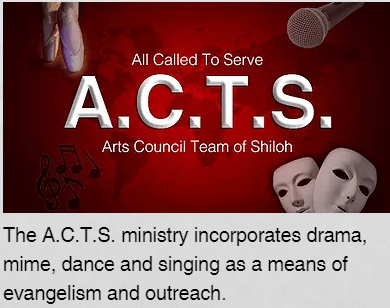 All Called To Serve
A.C.T.S.
Arts Council Team of Shiloh
The A.C.T.S. ministry incorporates drama,
mime, dance and singing as a means of
evangelism and outreach.